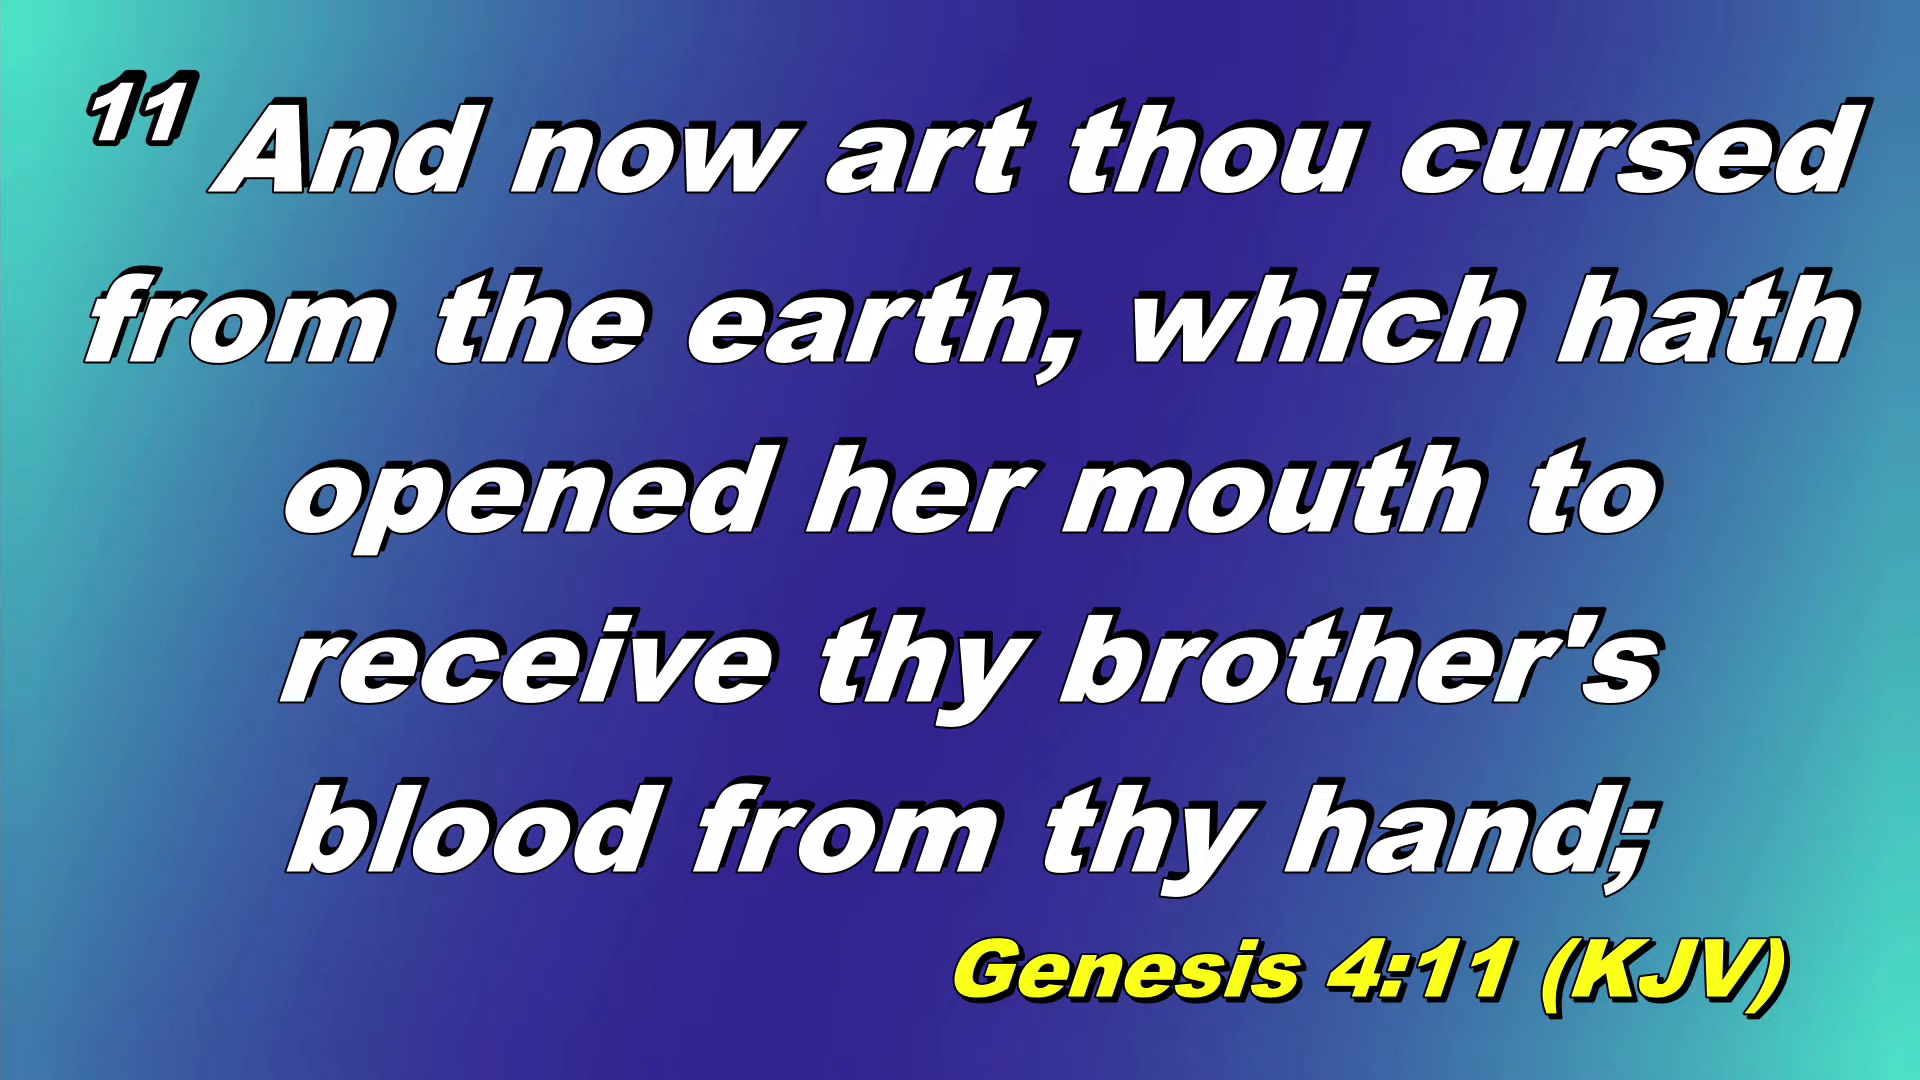 11 And now art thou cursed
from the earth, which hath
opened her mouth to
receive thy brother's
blood from thy hand;
Genesis 4:11 (KJV)